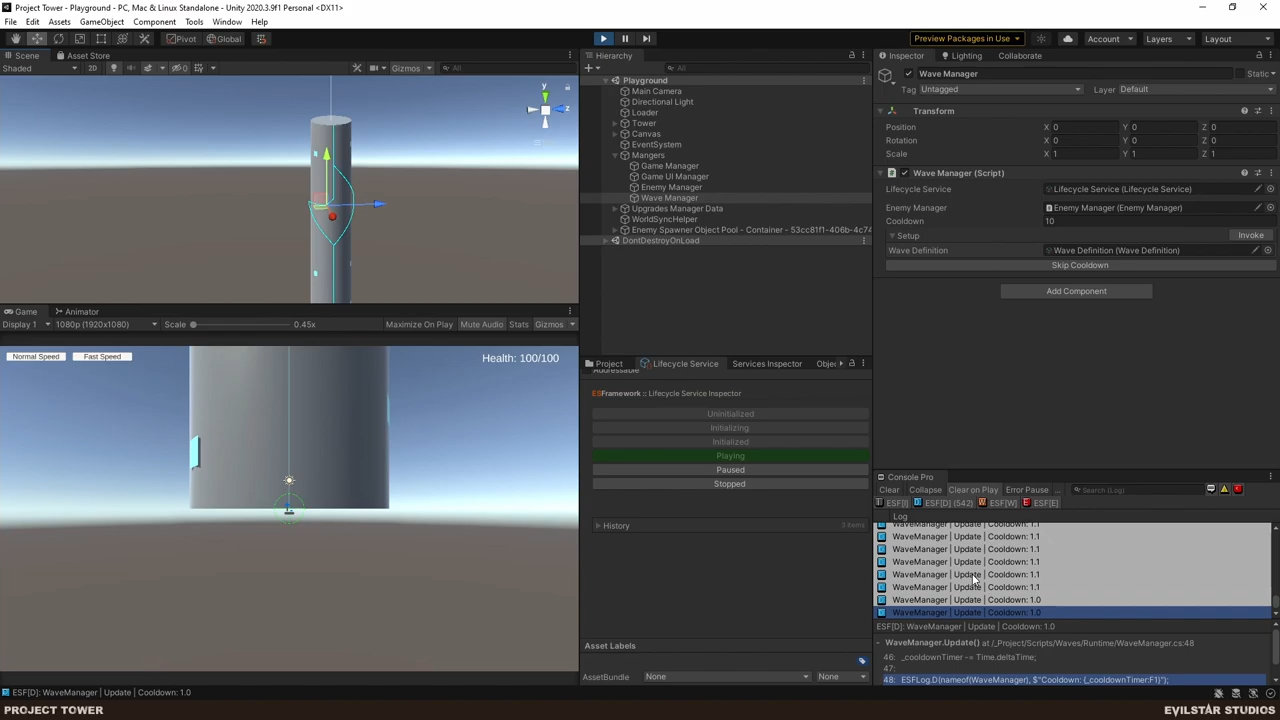 Project Tower - Playground - PC, Mac & Linux Standalone - Unity 2020.3.9f1 Personal <DX11>
File Edit Assets GameObject Component Tools Window Help
Pivot Global
Preview Packages in Use Account Layers Layout
Scene Asset Store
Shaded 2D 0 Gizmos All
y
z
Game Animator
Display 1 1080p (1920x1080) Scale 0.45x Maximize On Play Mute Audio Stats Gizmos
Normal Speed Fast Speed Health: 100/100
Hierarchy
All
Playground
Main Camera
Directional Light
Loader
Tower
Canvas
EventSystem
Mangers
Game Manager
Game UI Manager
Enemy Manager
Wave Manager
Upgrades Manager Data
WorldSyncHelper
Enemy Spawner Object Pool - Container - 53cc81f1-406b-4c74
DontDestroyOnLoad
Project Lifecycle Service Services Inspector Objec
Addressable
ESFramework :: Lifecycle Service Inspector
Uninitialized
Initializing
Initialized
Playing
Paused
Stopped
History 3 items
Asset Labels
AssetBundle None None
Inspector Lighting Collaborate
Wave Manager Static
Tag Untagged Layer Default
Transform
Position X 0 Y 0 Z 0
Rotation X 0 Y 0 Z 0
Scale X 1 Y 1 Z 1
Wave Manager (Script)
Lifecycle Service Lifecycle Service (Lifecycle Service)
Enemy Manager Enemy Manager (Enemy Manager)
Cooldown 10
Setup Invoke
Wave Definition Wave Definition (Wave Definition)
Skip Cooldown
Add Component
Console Pro
Clear Collapse Clear on Play Error Pause ... Search (Log)
ESF[I] ESF[D] (542) ESF[W] ESF[E]
Log
WaveManager | Update | Cooldown: 1.1
WaveManager | Update | Cooldown: 1.1
WaveManager | Update | Cooldown: 1.1
WaveManager | Update | Cooldown: 1.1
WaveManager | Update | Cooldown: 1.1
WaveManager | Update | Cooldown: 1.1
WaveManager | Update | Cooldown: 1.0
WaveManager | Update | Cooldown: 1.0
ESF[D]: WaveManager | Update | Cooldown: 1.0
WaveManager.Update() at /_Project/Scripts/Waves/Runtime/WaveManager.cs:48
46: _cooldownTimer -= Time.deltaTime;
47:
48: ESFLog.D(nameof(WaveManager), $"Cooldown: {_cooldownTimer:F1}");
ESF[D]: WaveManager | Update | Cooldown: 1.0
PROJECT TOWER EVILSTAR STUDIOS